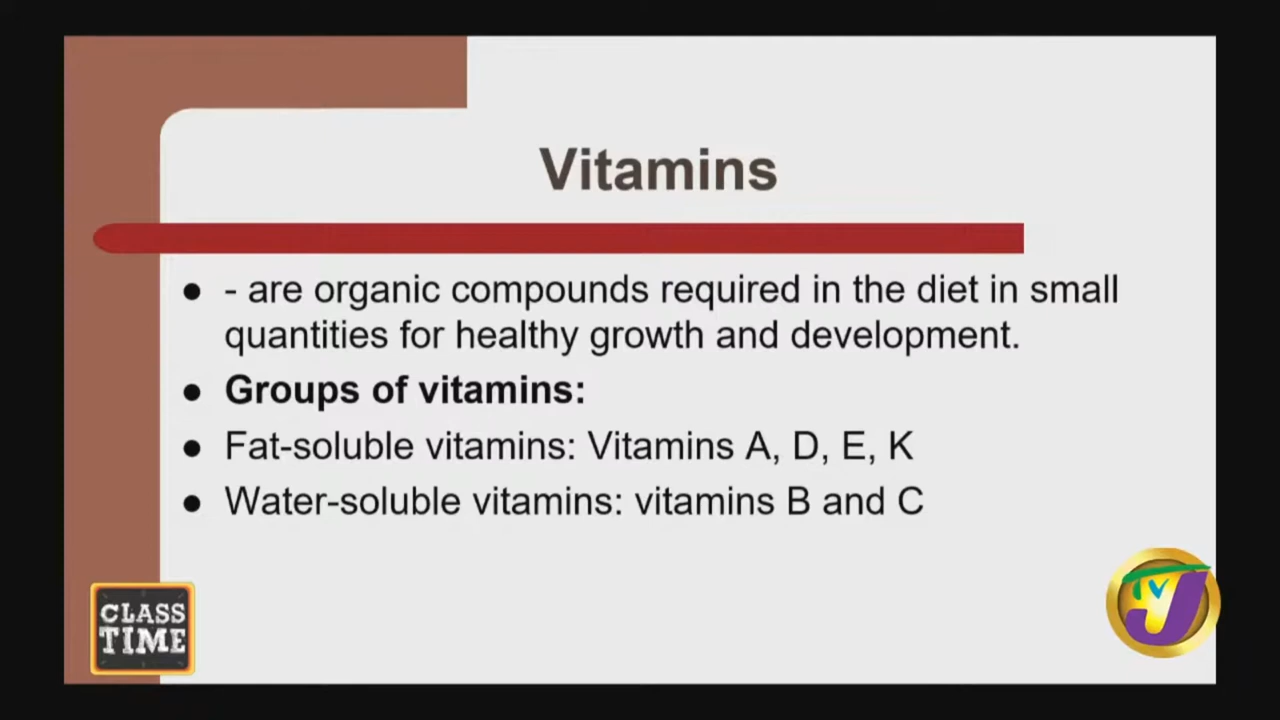 Vitamins
● - are organic compounds required in the diet in small
quantities for healthy growth and development.
● Groups of vitamins:
● Fat-soluble vitamins: Vitamins A, D, E, K
● Water-soluble vitamins: vitamins B and C
CLASS
TIME
TVJ